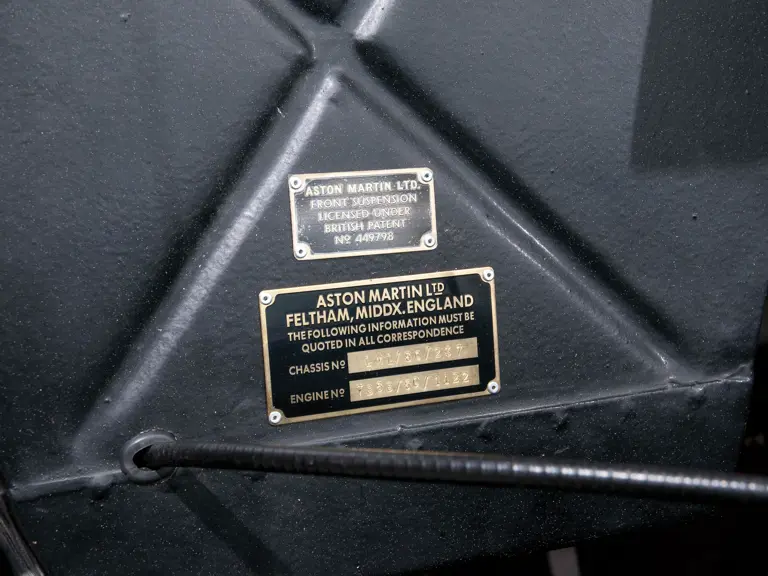 ASTON MARTIN LTD.
FRONT SUSPENSION
LICENSED UNDER
BRITISH PATENT
Nº 449798
ASTON MARTIN LTD
FELTHAM, MIDDX. ENGLAND
THE FOLLOWING INFORMATION MUST BE
QUOTED IN ALL CORRESPONDENCE
CHASSIS Nº
ENGINE Nº